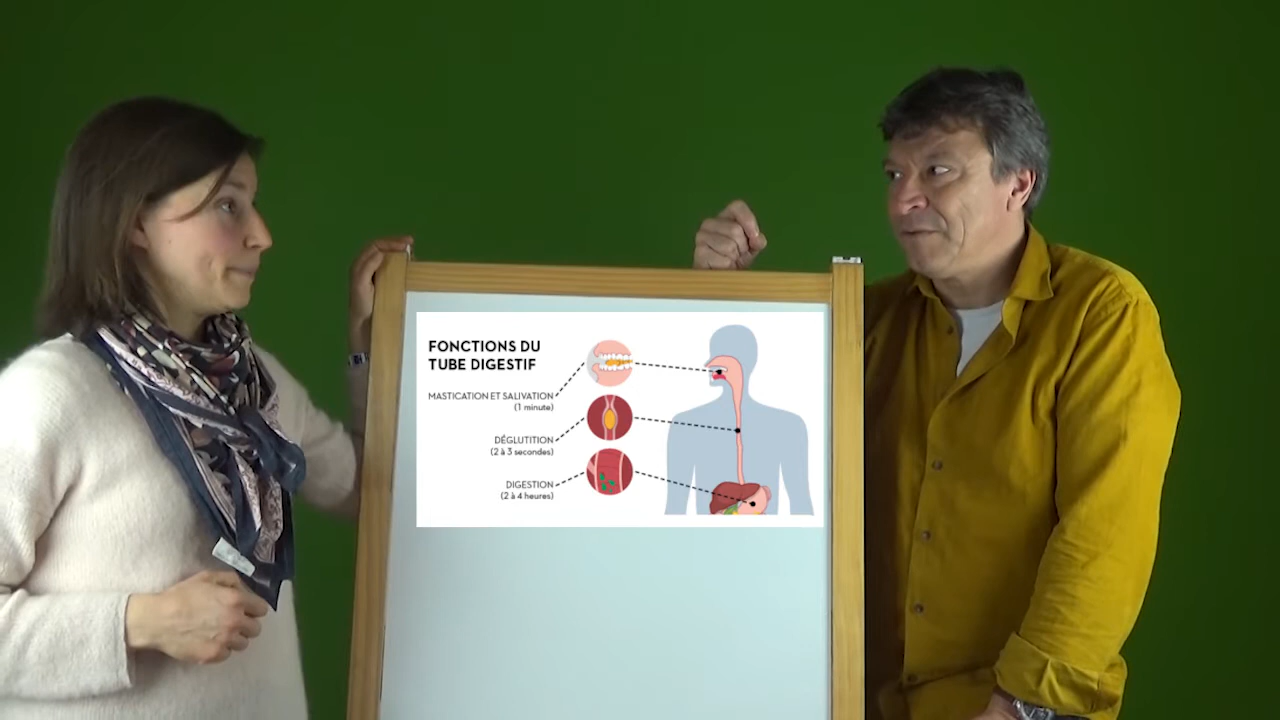 FONCTIONS DU
TUBE DIGESTIF
MASTICATION ET SALIVATION
(1 minute)
DÉGLUTITION
(2 à 3 secondes)
DIGESTION
(2 à 4 heures)